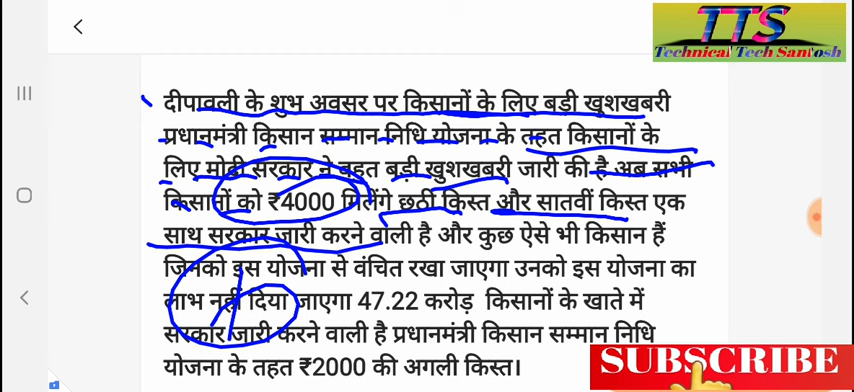 TTS
Technical Tech Santosh
दीपावली के शुभ अवसर पर किसानों के लिए बड़ी खुशखबरी
प्रधानमंत्री किसान सम्मान निधि योजना के तहत किसानों के
लिए मोदी सरकार ने बहुत बड़ी खुशखबरी जारी की है अब सभी
किसानों को ₹4000 मिलेंगे छठीं किस्त और सातवीं किस्त एक
साथ सरकार जारी करने वाली है और कुछ ऐसे भी किसान हैं
जिनको इस योजना से वंचित रखा जाएगा उनको इस योजना का
लाभ नहीं दिया जाएगा 47.22 करोड़ किसानों के खाते में
सरकार जारी करने वाली है प्रधानमंत्री किसान सम्मान निधि
योजना के तहत ₹2000 की अगली किस्त।
SUBSCRIBE